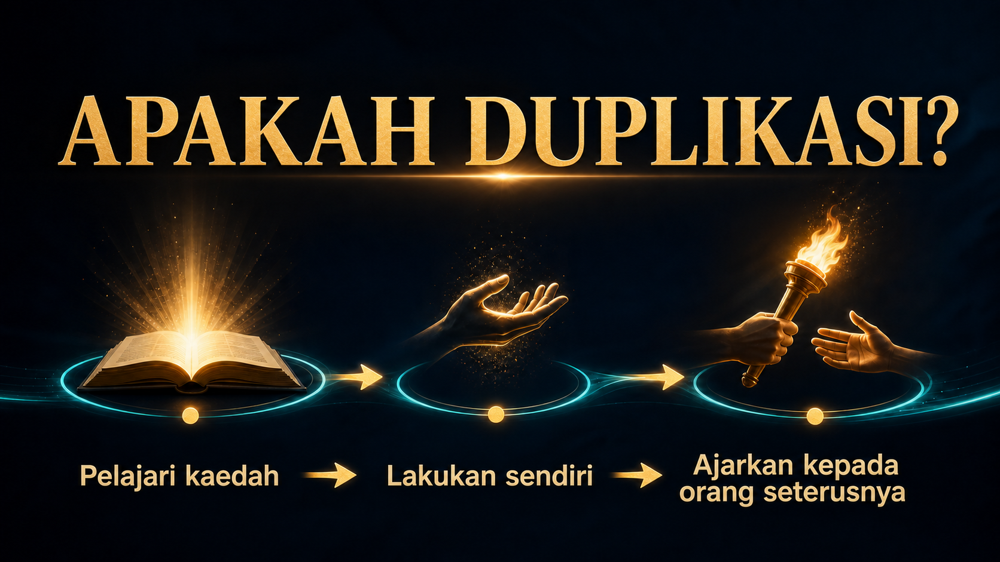 APAKAH DUPLIKASI?
Pelajari kaedah
Lakukan sendiri
Ajarkan kepada
orang seterusnya